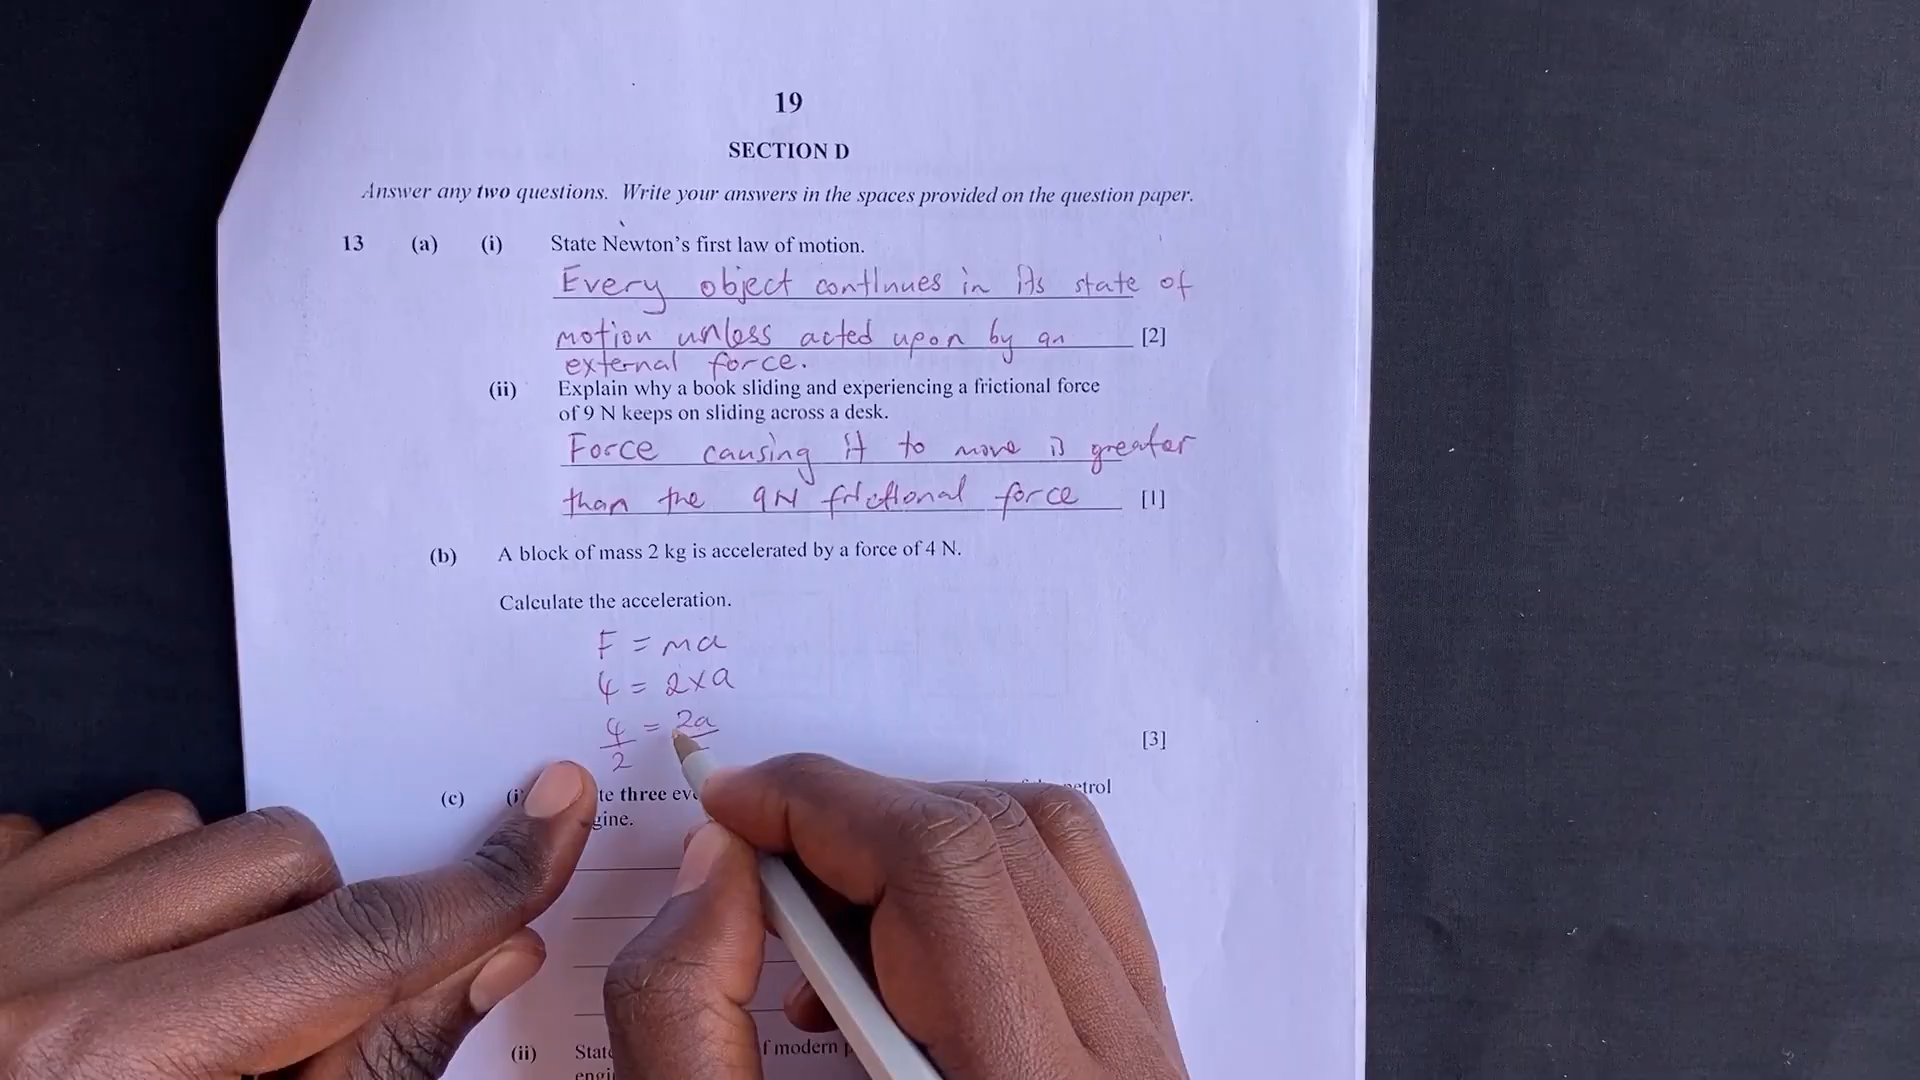 19
SECTION D
Answer any two questions. Write your answers in the spaces provided on the question paper.
13 (a) (i) State Newton's first law of motion.
Every object continues in its state of
motion unless acted upon by an [2]
external force.
(ii) Explain why a book sliding and experiencing a frictional force
of 9 N keeps on sliding across a desk.
Force causing it to move is greater
than the 9N frictional force [1]
(b) A block of mass 2 kg is accelerated by a force of 4 N.
Calculate the acceleration.
F = ma
4 = 2×a
4/2 = 2a
[3]
(c) three
(ii) modern